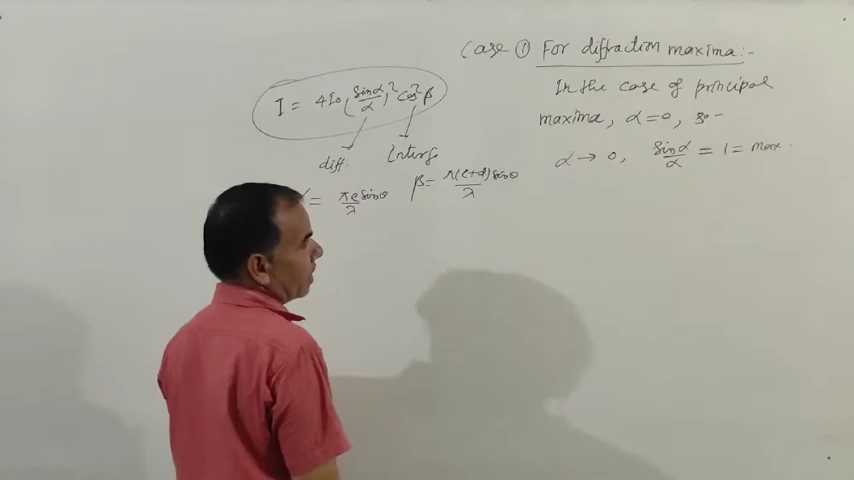 Case ① For diffraction maxima:-
In the case of principal
maxima, α=0, so -
α → 0, sinα/α = 1 = max.
I = 4I₀ (sinα/α)² cos²β
diff. interf
= πe sinθ/λ β = π(e+d) sinθ/λ